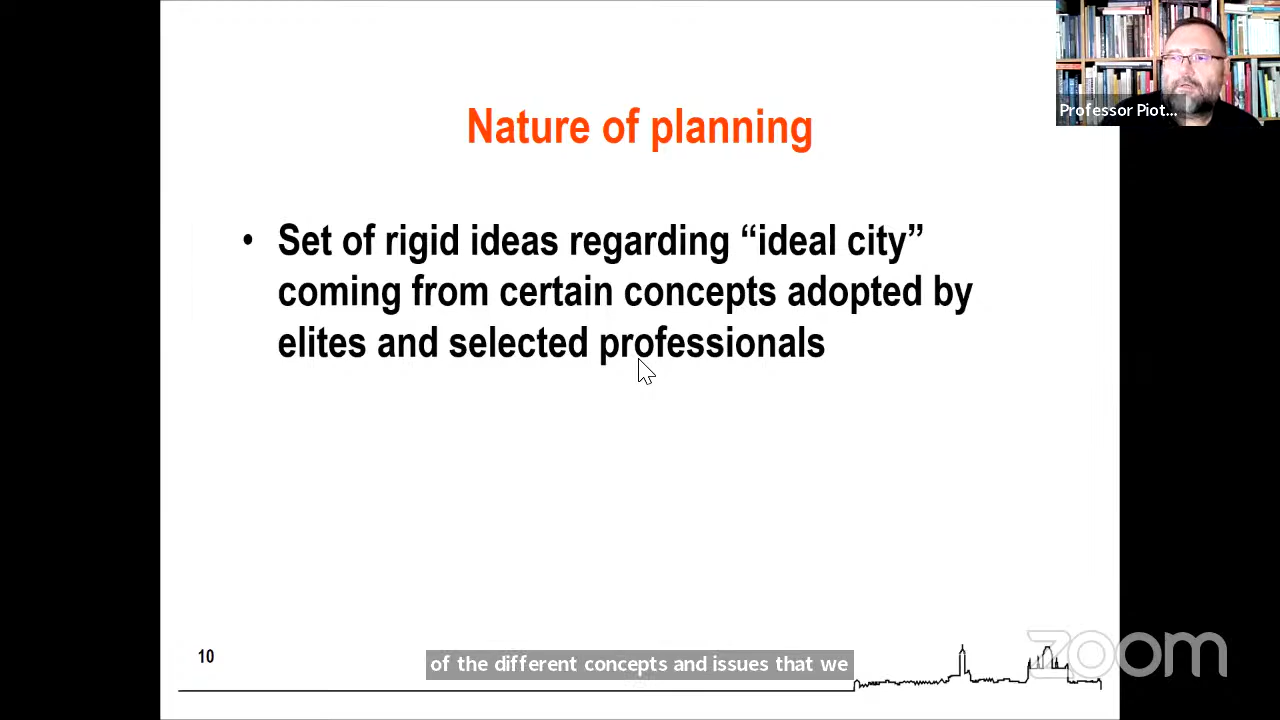 Nature of planning
Professor Piot...
• Set of rigid ideas regarding “ideal city”
coming from certain concepts adopted by
elites and selected professionals
10
of the different concepts and issues that we
zoom